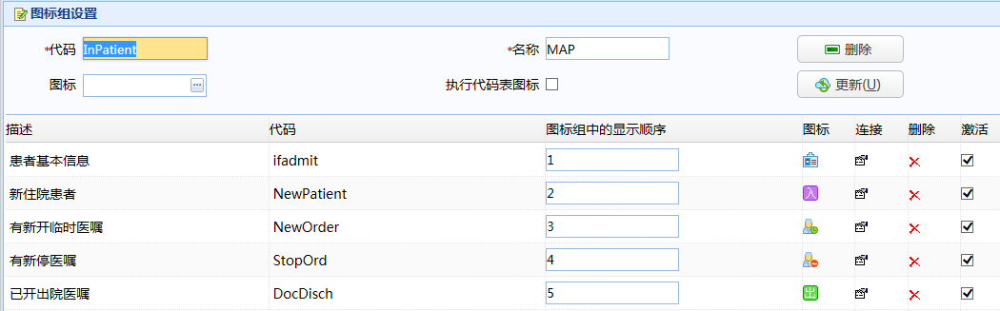 图标组设置
*代码 InPatient *名称 MAP 删除
图标 ... 执行代码表图标 更新(U)
描述 代码 图标组中的显示顺序 图标 连接 删除 激活
患者基本信息 ifadmit 1
新住院患者 NewPatient 2 入
有新开临时医嘱 NewOrder 3
有新停医嘱 StopOrd 4
已开出院医嘱 DocDisch 5 出